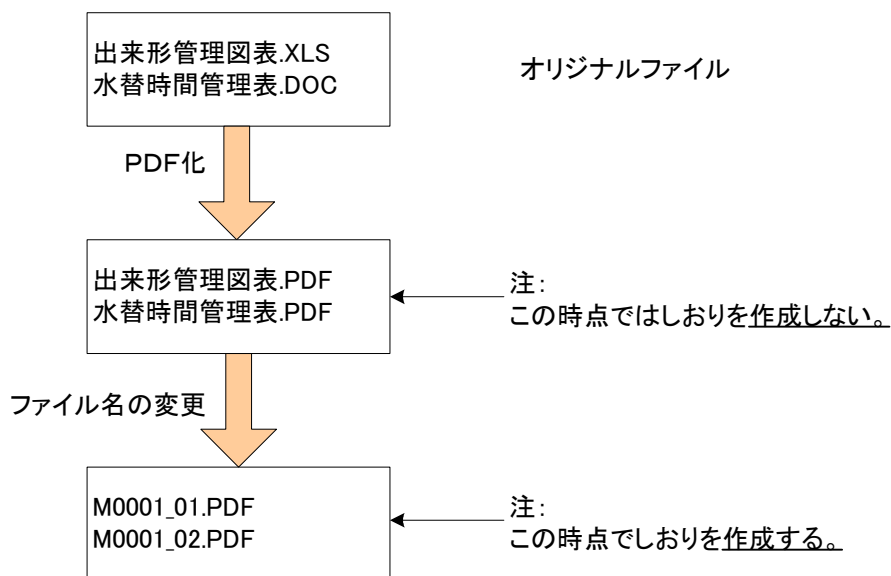 出来形管理図表.XLS
水替時間管理表.DOC
オリジナルファイル
PDF化
出来形管理図表.PDF
水替時間管理表.PDF
注：
この時点ではしおりを作成しない。
ファイル名の変更
M0001_01.PDF
M0001_02.PDF
注：
この時点でしおりを作成する。